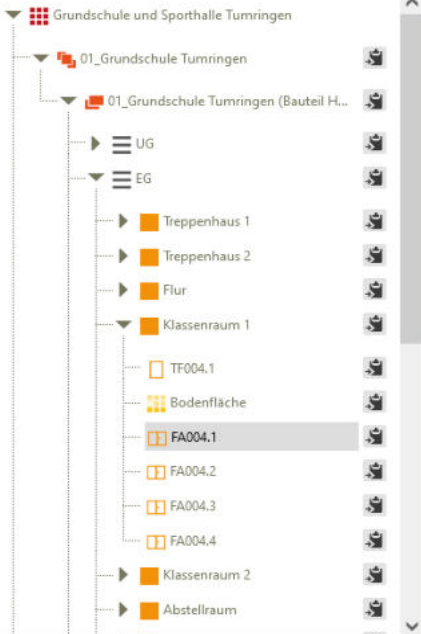 Grundschule und Sporthalle Tumringen
01_Grundschule Tumringen
01_Grundschule Tumringen (Bauteil H...
UG
EG
Treppenhaus 1
Treppenhaus 2
Flur
Klassenraum 1
TF004.1
Bodenfläche
FA004.1
FA004.2
FA004.3
FA004.4
Klassenraum 2
Abstellraum